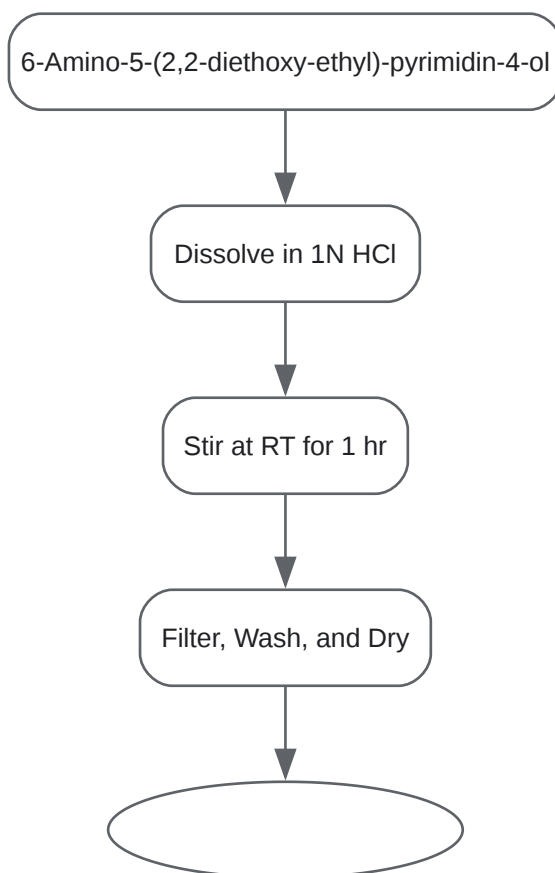 6-Amino-5-(2,2-diethoxy-ethyl)-pyrimidin-4-ol
Dissolve in 1N HCl
Stir at RT for 1 hr
Filter, Wash, and Dry